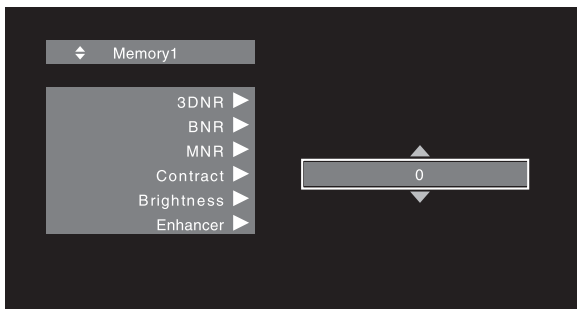 Memory1
3DNR
BNR
MNR
Contract
0
Brightness
Enhancer